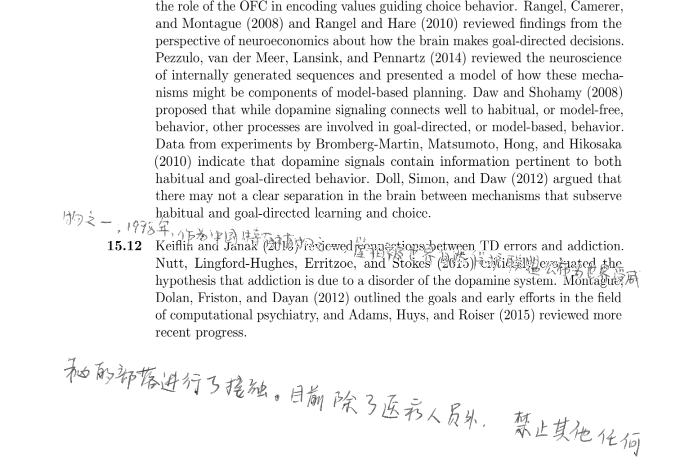 the role of the OFC in encoding values guiding choice behavior. Rangel, Camerer,
and Montague (2008) and Rangel and Hare (2010) reviewed findings from the
perspective of neuroeconomics about how the brain makes goal-directed decisions.
Pezzulo, van der Meer, Lansink, and Pennartz (2014) reviewed the neuroscience
of internally generated sequences and presented a model of how these mecha-
nisms might be components of model-based planning. Daw and Shohamy (2008)
proposed that while dopamine signaling connects well to habitual, or model-free,
behavior, other processes are involved in goal-directed, or model-based, behavior.
Data from experiments by Bromberg-Martin, Matsumoto, Hong, and Hikosaka
(2010) indicate that dopamine signals contain information pertinent to both
habitual and goal-directed behavior. Doll, Simon, and Daw (2012) argued that
there may not a clear separation in the brain between mechanisms that subserve
habitual and goal-directed learning and choice.
的之一，1998年，作为中国特有
15.12 Keiflin and Janak (2015) reviewed connections between TD errors and addiction.
Nutt, Lingford-Hughes, Erritzoe, and Stokes (2015) critically evaluated the
hypothesis that addiction is due to a disorder of the dopamine system. Montague,
Dolan, Friston, and Dayan (2012) outlined the goals and early efforts in the field
of computational psychiatry, and Adams, Huys, and Roiser (2015) reviewed more
recent progress.
秘的部落进行了接触。目前除了医疗人员外，禁止其他任何